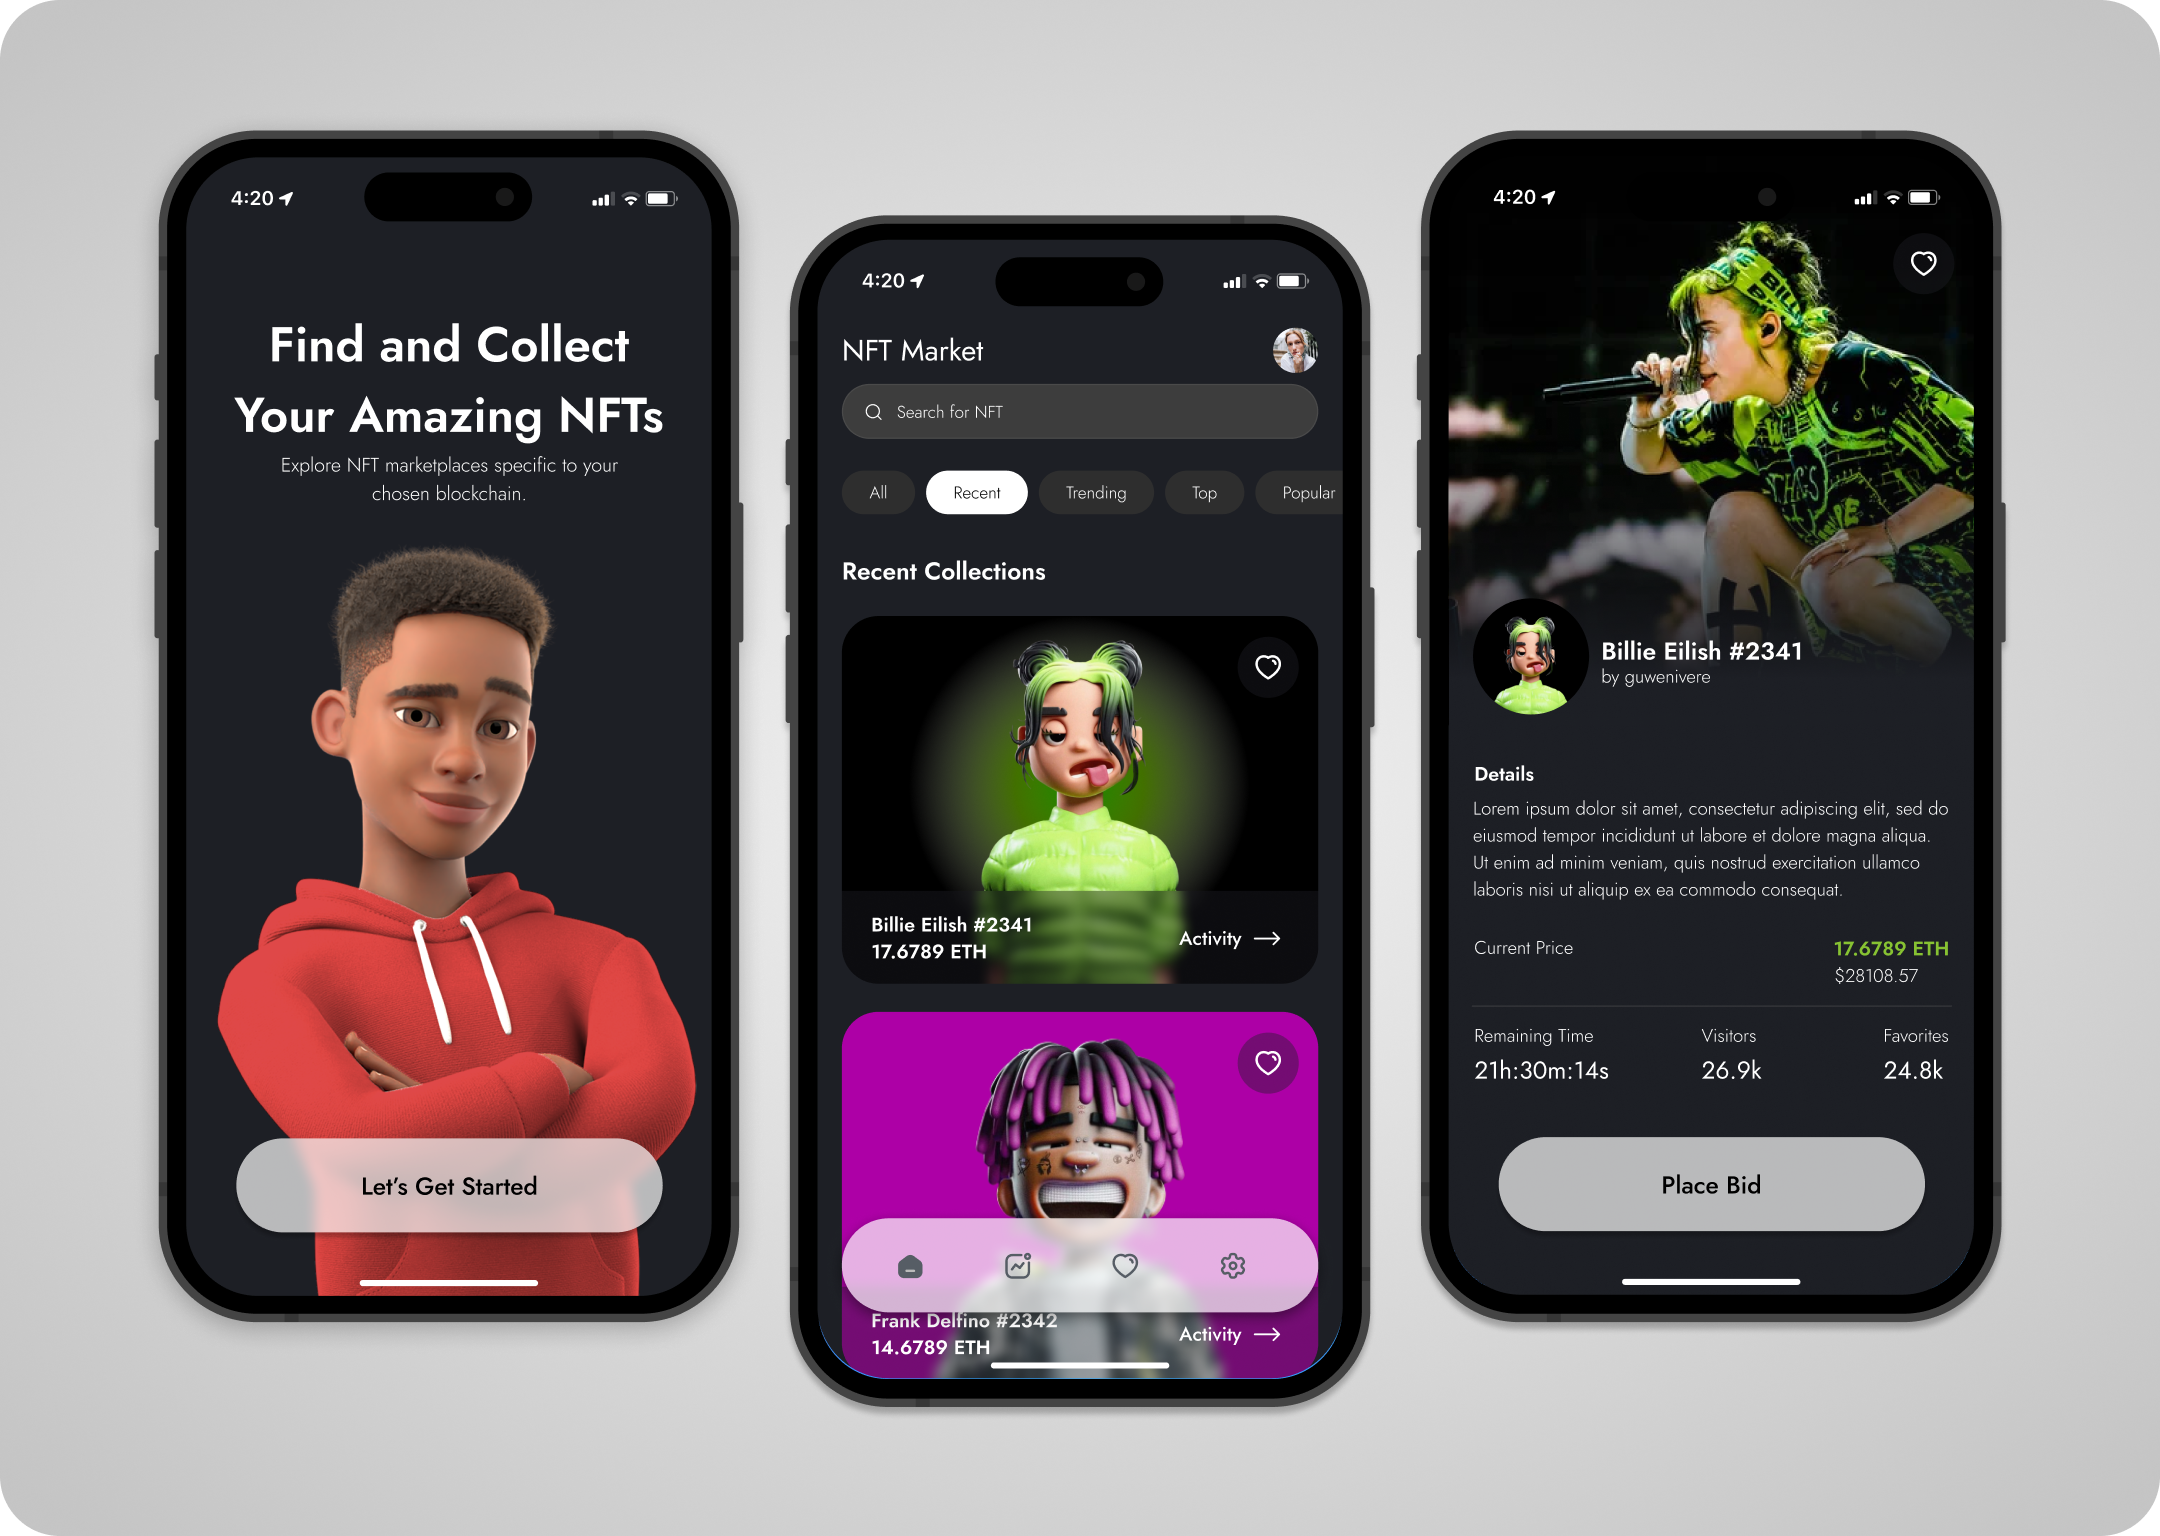 4:20
Find and Collect
Your Amazing NFTs
Explore NFT marketplaces specific to your
chosen blockchain.
Let's Get Started
4:20
NFT Market
Search for NFT
All Recent Trending Top Popular
Recent Collections
Billie Eilish #2341
17.6789 ETH
Activity
Frank Delfino #2342
14.6789 ETH
Activity
4:20
Billie Eilish #2341
by guwenivere
Details
Lorem ipsum dolor sit amet, consectetur adipiscing elit, sed do
eiusmod tempor incididunt ut labore et dolore magna aliqua.
Ut enim ad minim veniam, quis nostrud exercitation ullamco
laboris nisi ut aliquip ex ea commodo consequat.
Current Price 17.6789 ETH
$28108.57
Remaining Time Visitors Favorites
21h:30m:14s 26.9k 24.8k
Place Bid